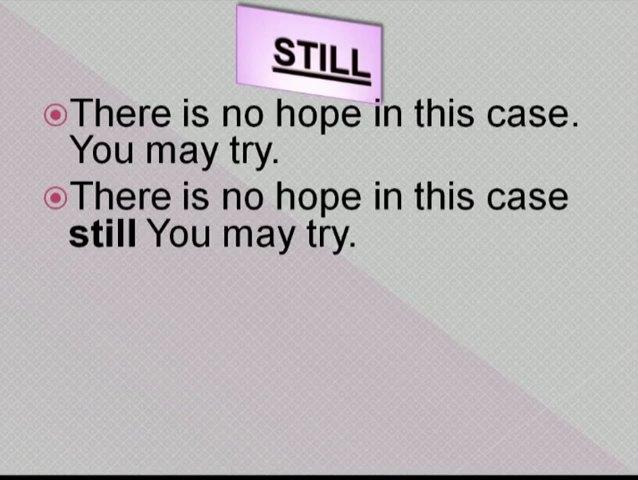 STILL
There is no hope in this case.
You may try.
There is no hope in this case
still You may try.